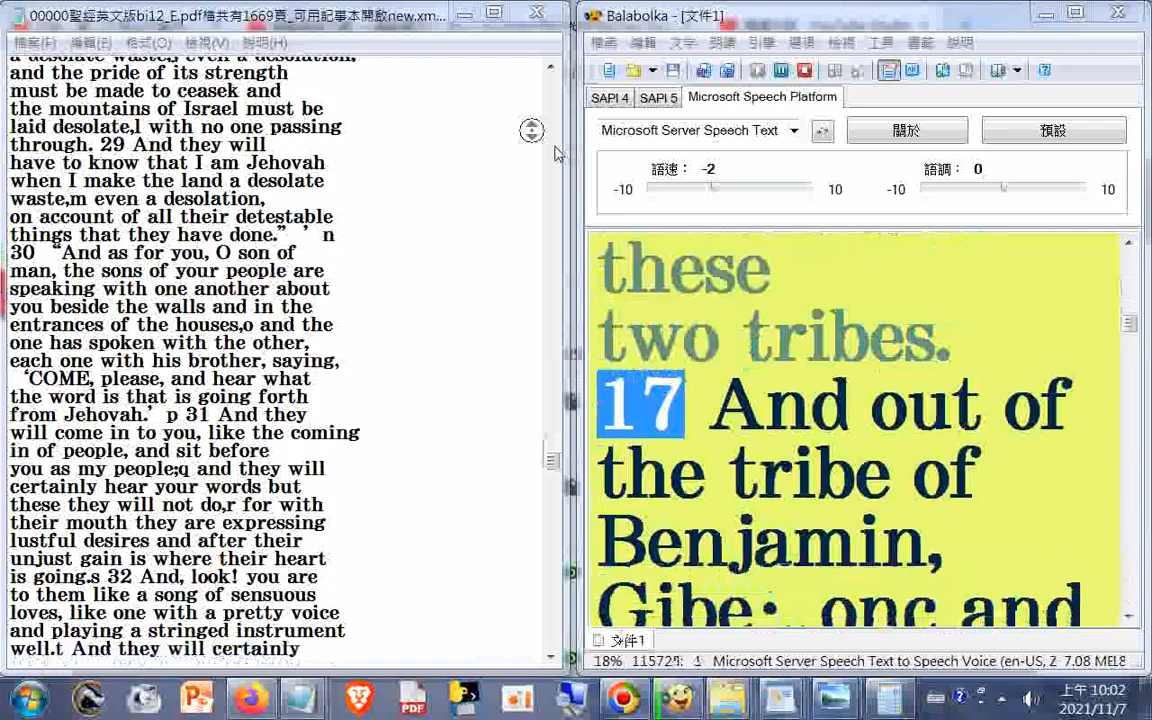 00000聖經英文版bi12_E.pdf檔共有1669頁_可用記事本開啟new.xm...
檔案(F) 編輯(E) 格式(O) 檢視(V) 說明(H)
a desolate waste,j even a desolation,
and the pride of its strength
must be made to ceasek and
the mountains of Israel must be
laid desolate,l with no one passing
through. 29 And they will
have to know that I am Jehovah
when I make the land a desolate
waste,m even a desolation,
on account of all their detestable
things that they have done.” ’ n
30 “And as for you, O son of
man, the sons of your people are
speaking with one another about
you beside the walls and in the
entrances of the houses,o and the
one has spoken with the other,
each one with his brother, saying,
‘COME, please, and hear what
the word is that is going forth
from Jehovah.’ p 31 And they
will come in to you, like the coming
in of people, and sit before
you as my people;q and they will
certainly hear your words but
these they will not do,r for with
their mouth they are expressing
lustful desires and after their
unjust gain is where their heart
is going.s 32 And, look! you are
to them like a song of sensuous
loves, like one with a pretty voice
and playing a stringed instrument
well.t And they will certainly
Balabolka - [文件1]
檔案 編輯 文字 朗讀 引擎 選項 檢視 工具 書籤 說明
SAPI 4 SAPI 5 Microsoft Speech Platform
Microsoft Server Speech Text 關於 預設
語速： -2 語調： 0
-10 10 -10 10
these
two tribes.
17 And out of
the tribe of
Benjamin,
and
文件1
18% 1 Microsoft Server Speech Text to Speech Voice (en-US, Z 7.08 MEL8
PDF
上午 10:02
2021/11/7